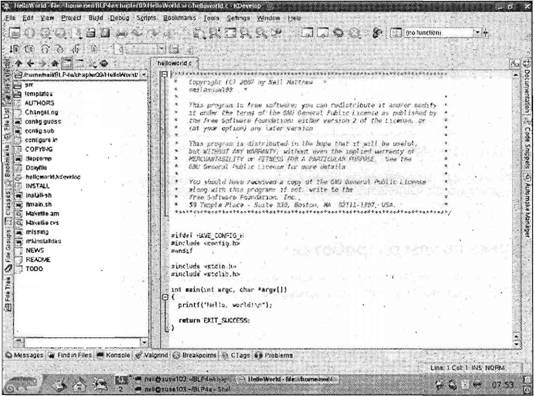 HelloWorld - file:/home/neil/BLP4e/chapter09/HelloWorld/src/helloworld.c - KDevelop
File Edit View Project Build Debug Scripts Bookmarks Tools Settings Window Help
(no function)
helloworld.c
/home/neil/BLP4e/chapter09/HelloWorld/
src
templates
AUTHORS
ChangeLog
config.guess
config.sub
configure.in
COPYING
depcomp
Doxyfile
helloworld.kdevelop
INSTALL
install-sh
ltmain.sh
Makefile.am
Makefile.cvs
missing
mkinstalldirs
NEWS
README
TODO
Copyright (C) 2007 by Neil Matthew
This program is free software; you can redistribute it and/or modify
it under the terms of the GNU General Public License as published by
the Free Software Foundation; either version 2 of the License, or
(at your option) any later version
This program is distributed in the hope that it will be useful,
but WITHOUT ANY WARRANTY; without even the implied warranty of
MERCHANTABILITY or FITNESS FOR A PARTICULAR PURPOSE. See the
GNU General Public License for more details
You should have received a copy of the GNU General Public License
along with this program; if not, write to the
Free Software Foundation, Inc.,
59 Temple Place - Suite 330, Boston, MA 02111-1307, USA.
#ifdef HAVE_CONFIG_H
#include <config.h>
#endif
#include <stdio.h>
#include <stdlib.h>
int main(int argc, char *argv[])
{
printf("Hello, world!\n");
return EXIT_SUCCESS;
}
File Tree
File Groups
Changes
Bookmarks
File List
Documentation
Code Snippets
Automake Manager
Messages Find in Files Konsole Valgrind Breakpoints CTags Problems
Line: 1 Col: 1 INS NORM
neil@suse103:~/BLP4e/
HelloWorld - file:/home/neil/
neil@suse103:~/BLP4e - Shell
2
07:53